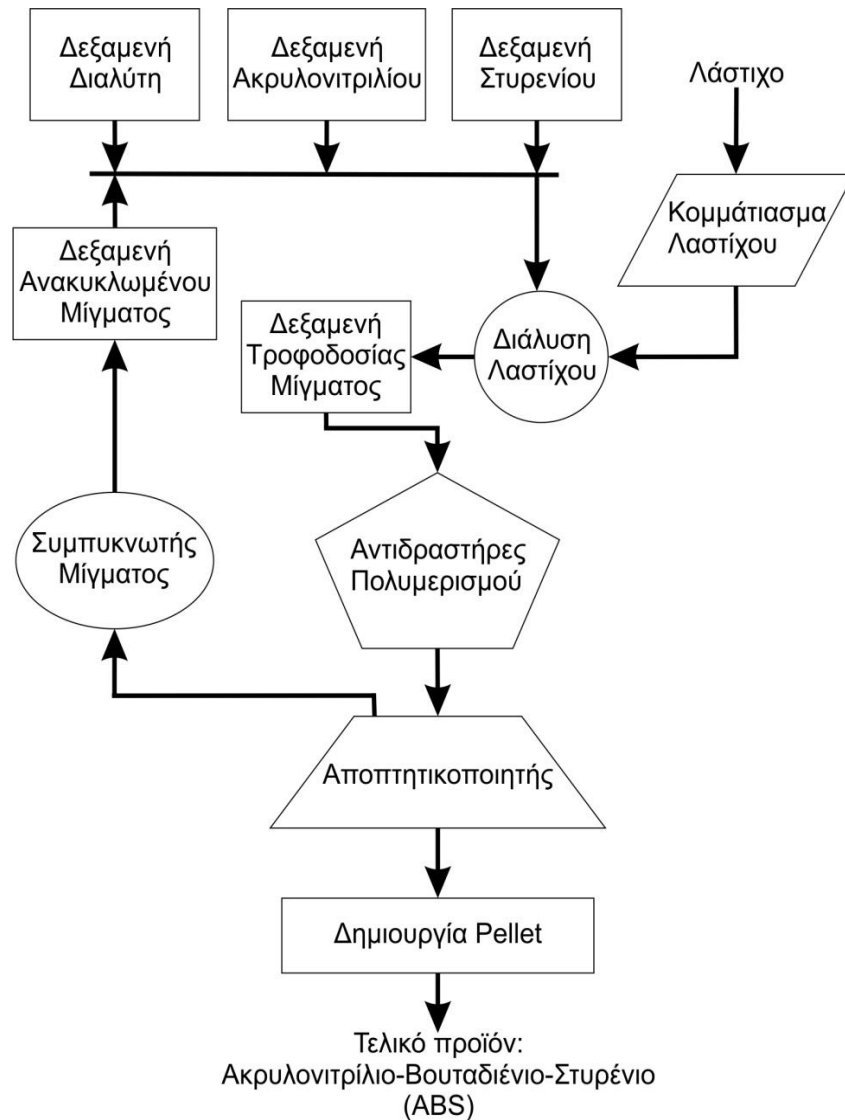 Δεξαμενή
Διαλύτη
Δεξαμενή
Ακρυλονιτριλίου
Δεξαμενή
Στυρενίου
Λάστιχο
Κομμάτιασμα
Λαστίχου
Δεξαμενή
Ανακυκλωμένου
Μίγματος
Δεξαμενή
Τροφοδοσίας
Μίγματος
Διάλυση
Λαστίχου
Συμπυκνωτής
Μίγματος
Αντιδραστήρες
Πολυμερισμού
Αποπτητικοποιητής
Δημιουργία Pellet
Τελικό προϊόν:
Ακρυλονιτρίλιο-Βουταδιένιο-Στυρένιο
(ABS)